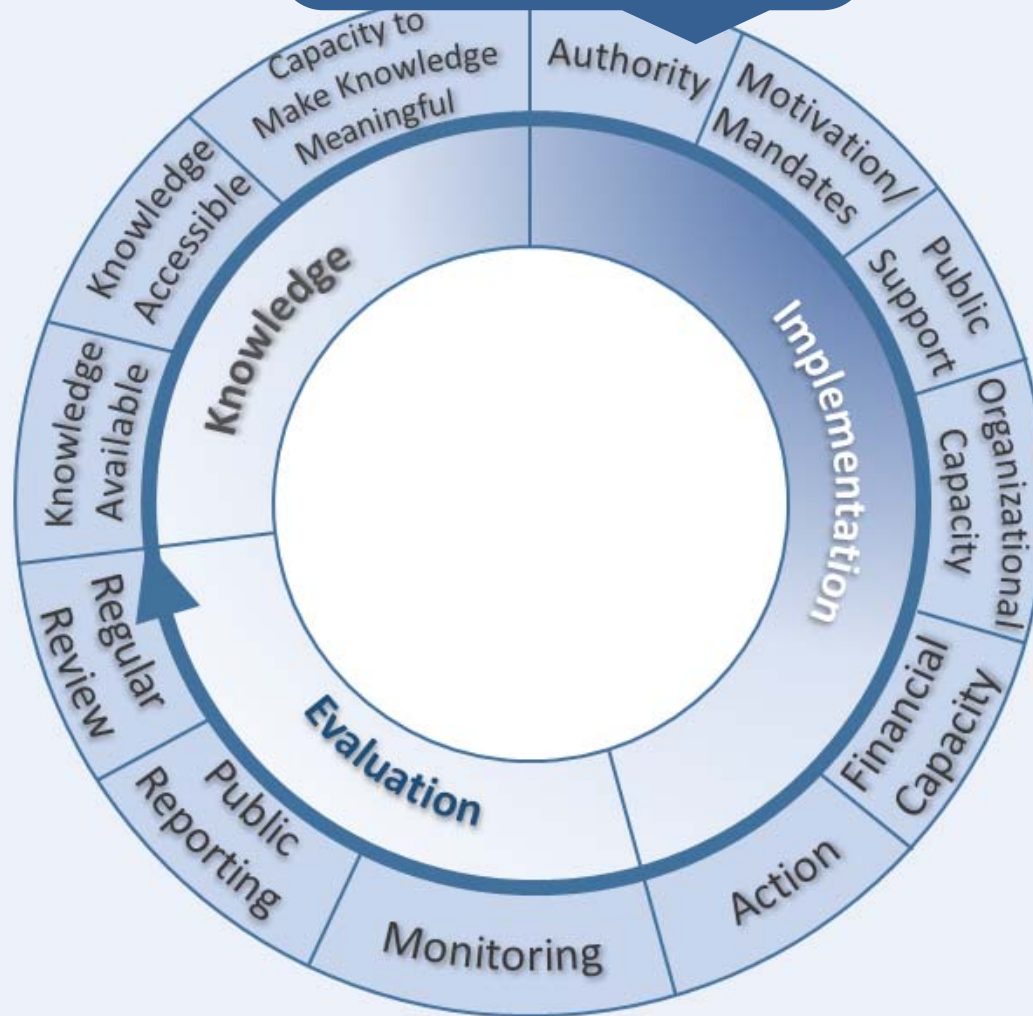 Capacity to
Make Knowledge
Meaningful
Authority
Motivation/
Mandates
Public
Support
Organizational
Capacity
Financial
Capacity
Action
Monitoring
Public
Reporting
Regular
Review
Knowledge
Available
Knowledge
Accessible
Knowledge
Implementation
Evaluation